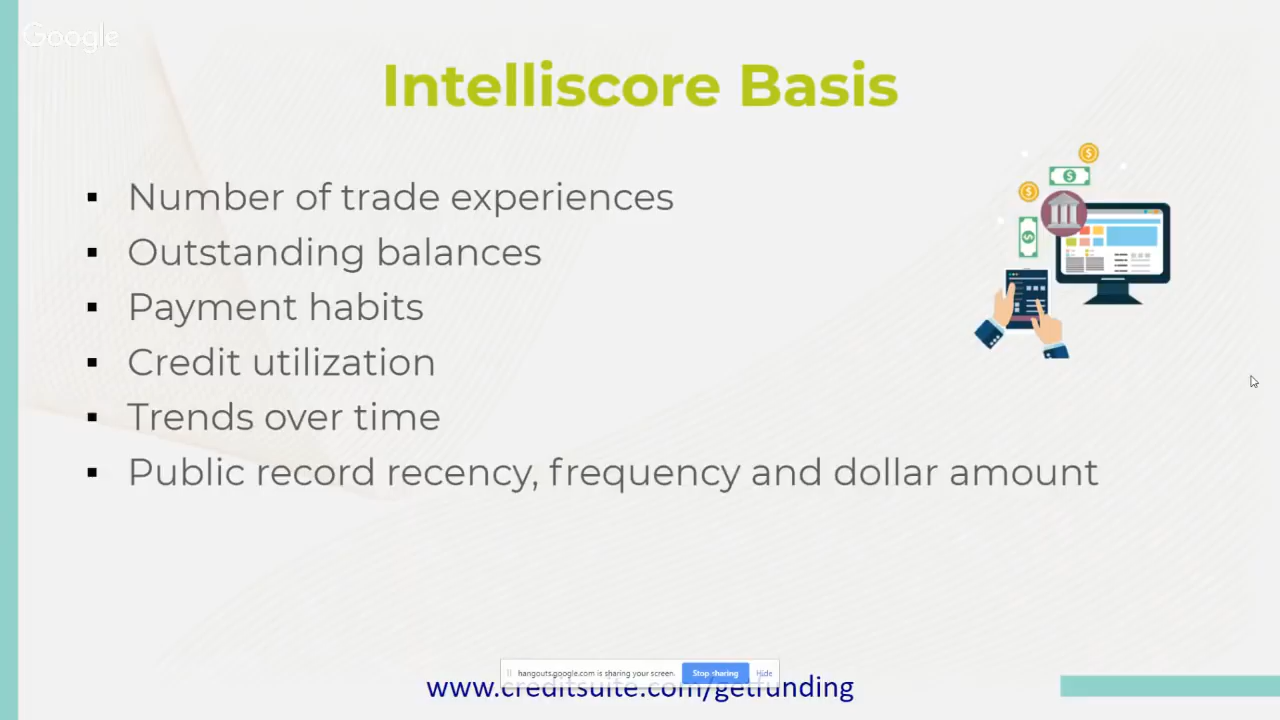 Google
Intelliscore Basis
▪ Number of trade experiences
▪ Outstanding balances
▪ Payment habits
▪ Credit utilization
▪ Trends over time
▪ Public record recency, frequency and dollar amount
hangouts.google.com is sharing your screen. Stop sharing Hide
www.creditsuite.com/getfunding